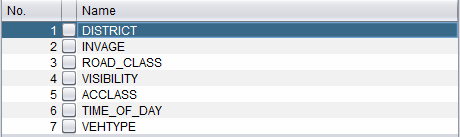 No. Name
1 DISTRICT
2 INVAGE
3 ROAD_CLASS
4 VISIBILITY
5 ACCLASS
6 TIME_OF_DAY
7 VEHTYPE